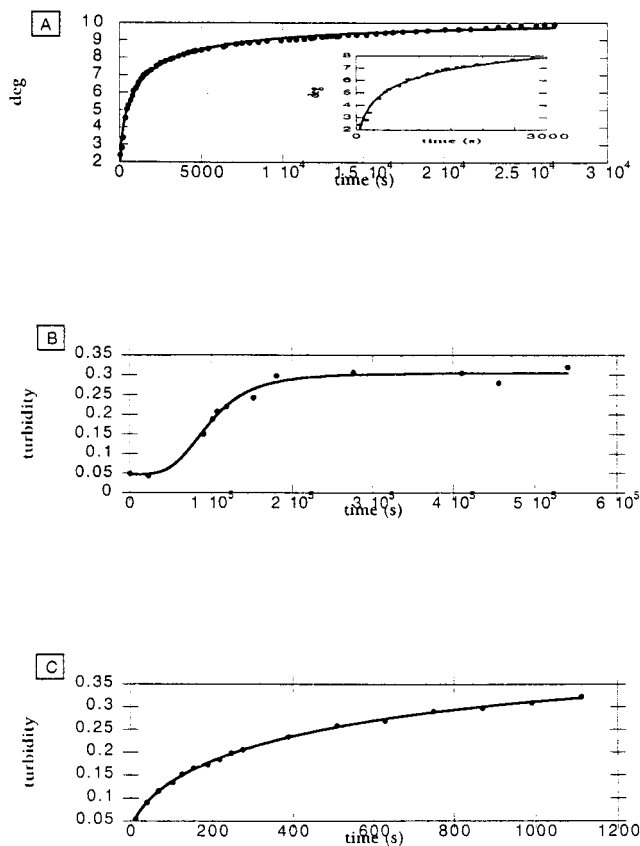 A
10
9
8
7
6
5
4
3
2
deg
8
7
6
5
4
3
2
deg
0 3000
time (s)
0 5000 1 10⁴ 1.5 10⁴ 2 10⁴ 2.5 10⁴ 3 10⁴
time (s)
B
0.35
0.3
0.25
0.2
0.15
0.1
0.05
0
turbidity
0 1 10⁵ 2 10⁵ 3 10⁵ 4 10⁵ 5 10⁵ 6 10⁵
time (s)
C
0.35
0.3
0.25
0.2
0.15
0.1
0.05
turbidity
0 200 400 600 800 1000 1200
time (s)